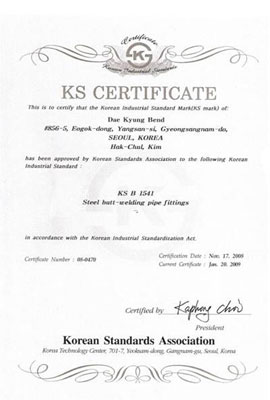 Certificate
KS
Korean Industrial Standards
KS CERTIFICATE
This is to certify that the Korean Industrial Standard Mark(KS mark) of:
Dae Kyung Bend
#856-5, Eogok-dong, Yangsan-si, Gyeongsangnam-do,
SEOUL, KOREA
Hak-Chul, Kim
has been approved by Korean Standards Association to the following Korean
Industrial Standard :
KS B 1541
Steel butt-welding pipe fittings
in accordance with the Korean Industrial Standardization Act.
Certification Date : Nov. 17. 2008
Certificate Number : 08-0470
Current Certificate : Jan. 20. 2009
Certified by
President
Korean Standards Association
Korea Technology Center, 701-7, Yeoksam-dong, Gangnam-gu, Seoul, Korea